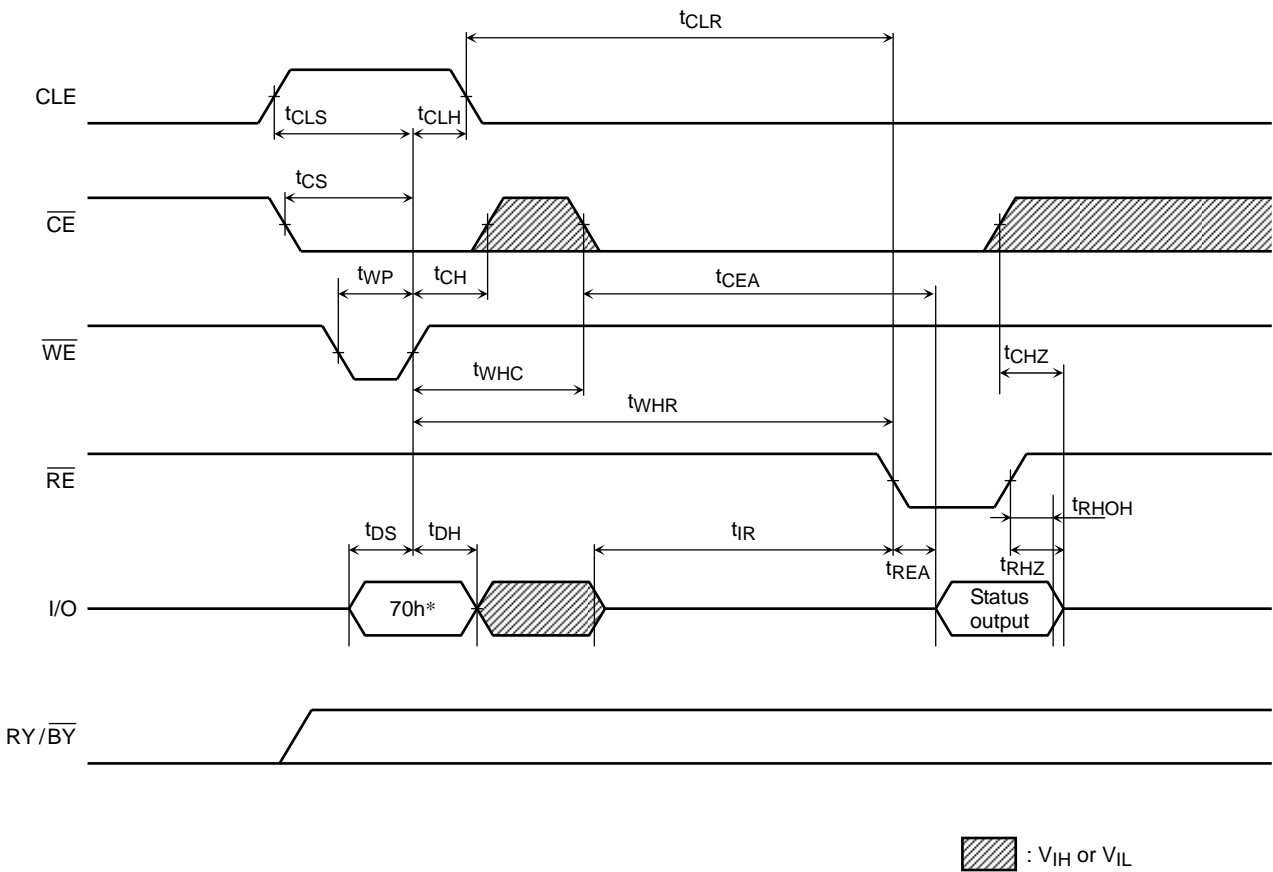 tCLR
CLE
tCLS
tCLH
tCS
CE
tWP
tCH
tCEA
WE
tCHZ
tWHC
tWHR
RE
tRHOH
tDS
tDH
tIR
tREA
tRHZ
I/O
70h*
Status
output
RY/BY
: VIH or VIL